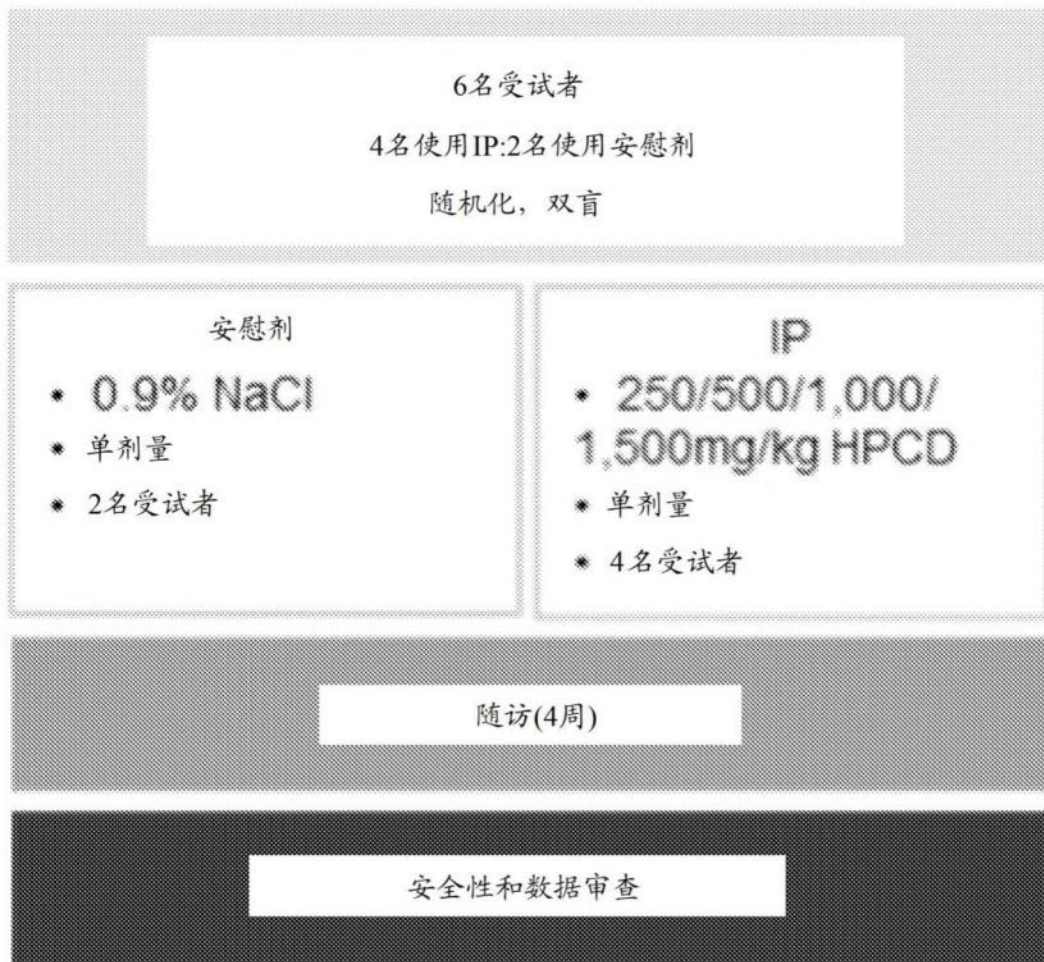 6名受试者
4名使用IP:2名使用安慰剂
随机化，双盲
安慰剂
• 0.9% NaCl
• 单剂量
• 2名受试者
IP
• 250/500/1,000/
1,500mg/kg HPCD
• 单剂量
• 4名受试者
随访(4周)
安全性和数据审查